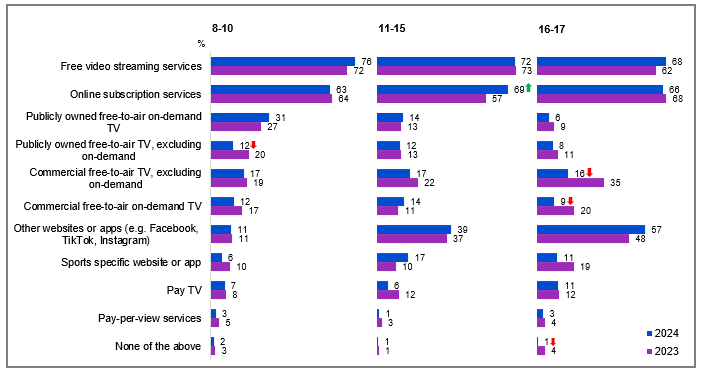 8-10 11-15 16-17
%
Free video streaming services 76 72 68
72 73 62
Online subscription services 63 69 66
64 57 68
Publicly owned free-to-air on-demand 31 14 6
TV 27 13 9
Publicly owned free-to-air TV, excluding 12 12 8
on-demand 20 13 11
Commercial free-to-air TV, excluding 17 17 16
on-demand 19 22 35
Commercial free-to-air on-demand TV 12 14 9
17 11 20
Other websites or apps (e.g. Facebook, 11 39 57
TikTok, Instagram) 11 37 48
Sports specific website or app 6 17 11
10 10 19
Pay TV 7 6 11
8 12 12
Pay-per-view services 3 1 3
5 3 4
None of the above 2 1 1
3 1 4
2024
2023